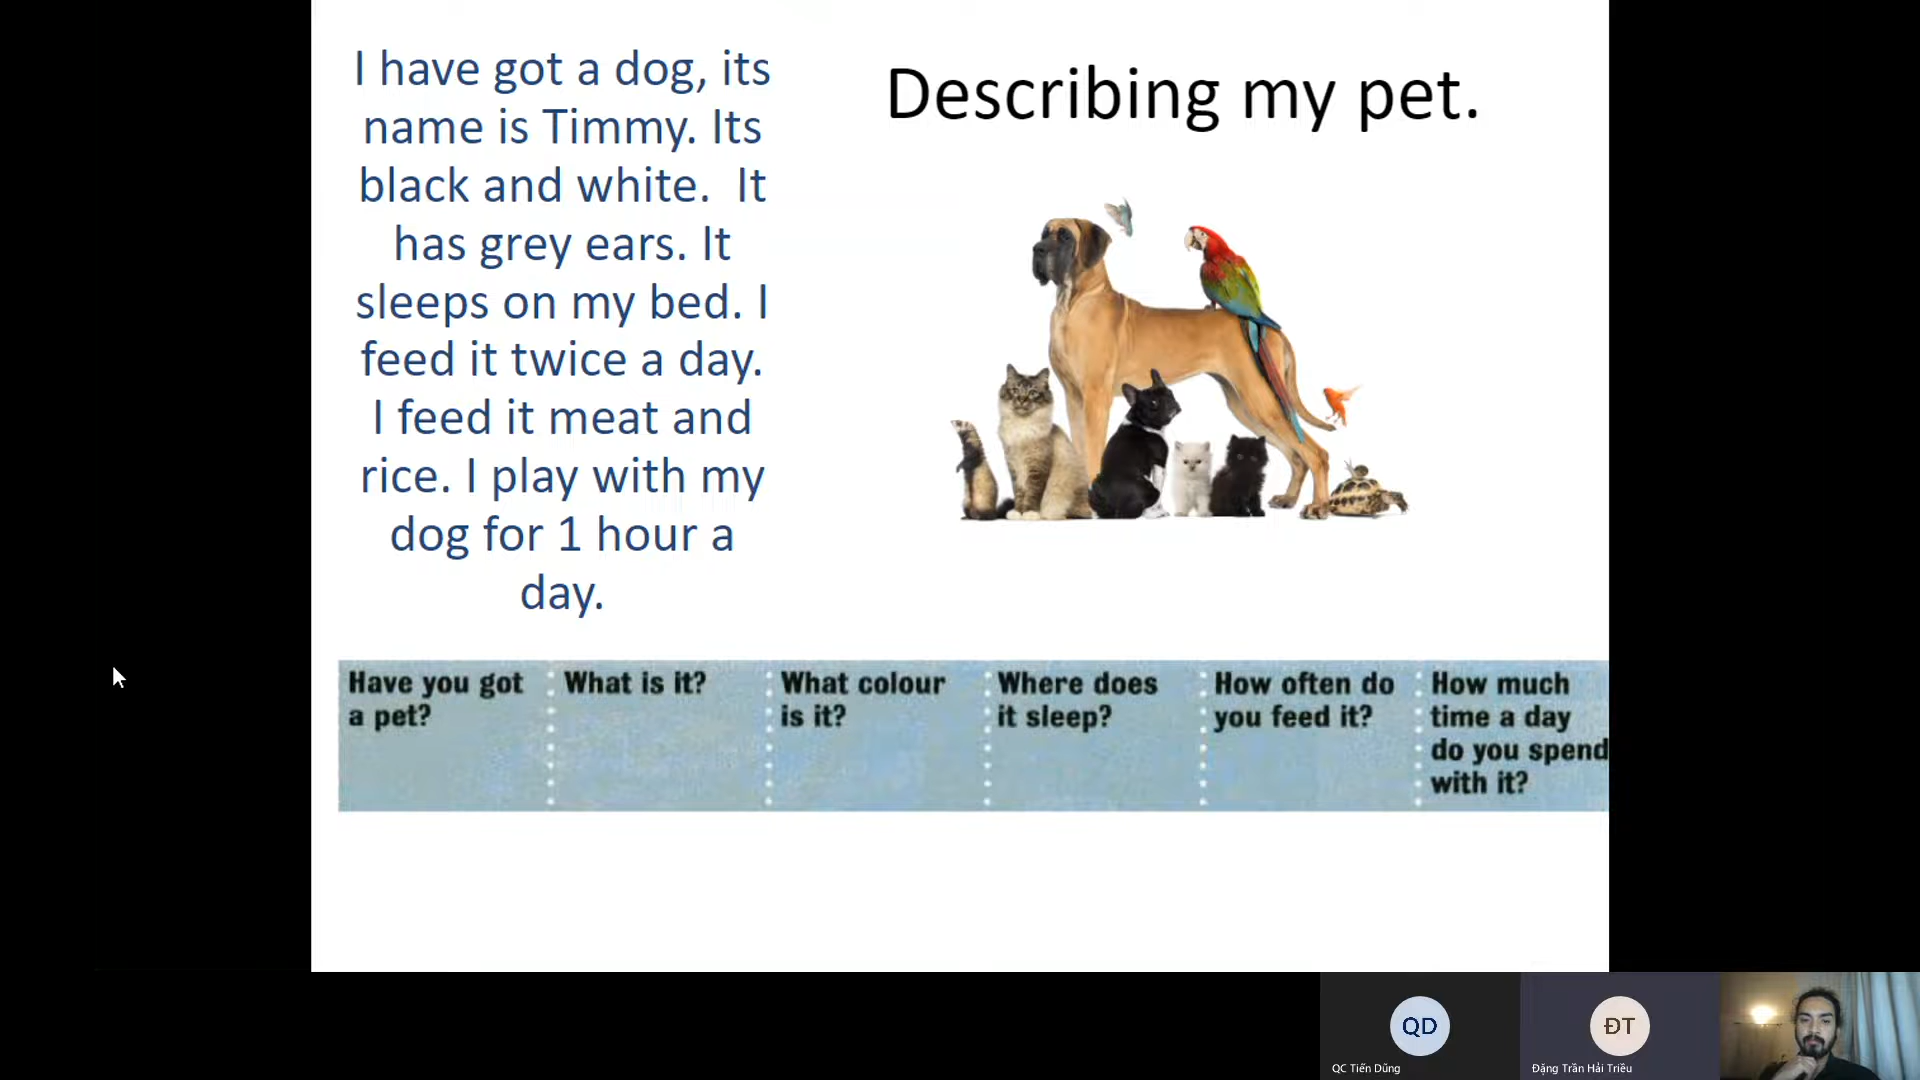 I have got a dog, its
name is Timmy. Its
black and white.  It
has grey ears. It
sleeps on my bed. I
feed it twice a day.
I feed it meat and
rice. I play with my
dog for 1 hour a
day.
Describing my pet.
Have you got
a pet?
What is it?
What colour
is it?
Where does
it sleep?
How often do
you feed it?
How much
time a day
do you spend
with it?
QD
QC Tiến Dũng
ĐT
Đặng Trần Hải Triều